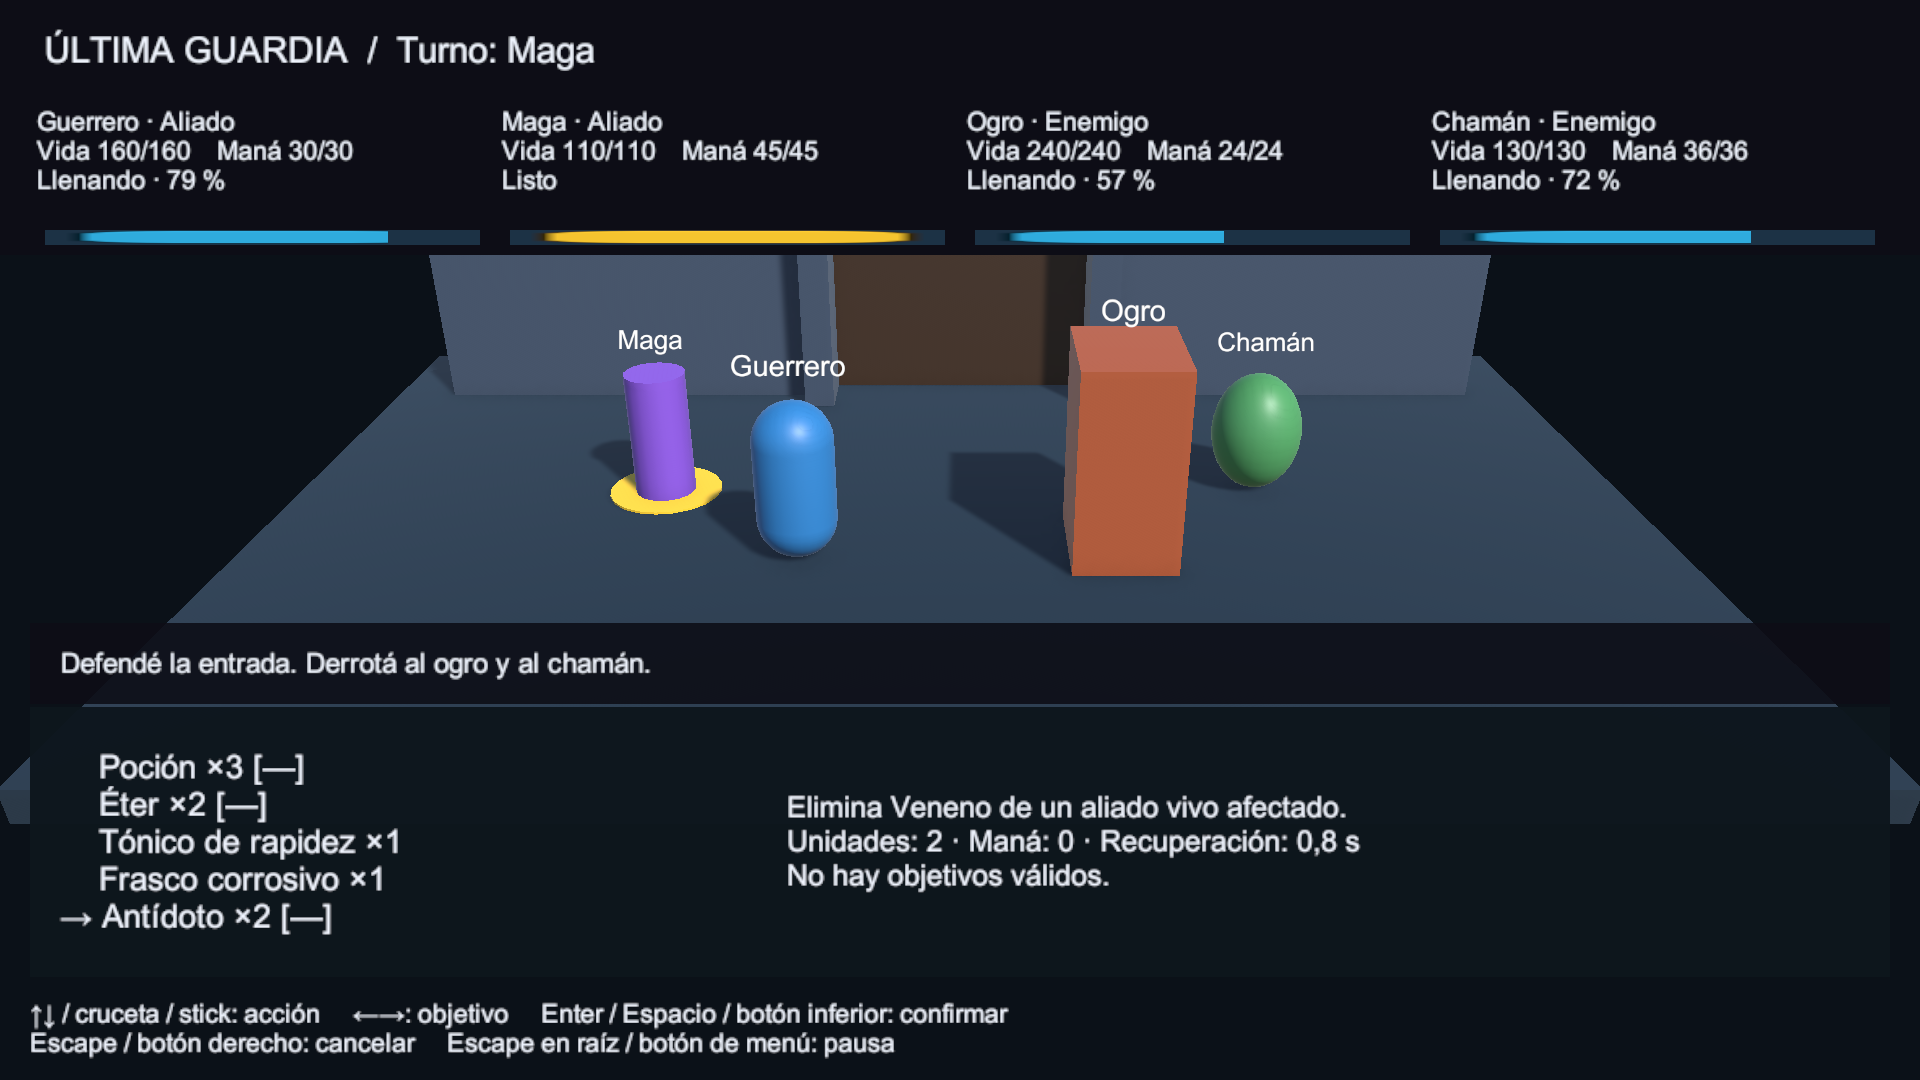 ÚLTIMA GUARDIA / Turno: Maga
Guerrero · Aliado
Vida 160/160 Maná 30/30
Llenando · 79 %
Maga · Aliado
Vida 110/110 Maná 45/45
Listo
Ogro · Enemigo
Vida 240/240 Maná 24/24
Llenando · 57 %
Chamán · Enemigo
Vida 130/130 Maná 36/36
Llenando · 72 %
Maga
Guerrero
Ogro
Chamán
Defendé la entrada. Derrotá al ogro y al chamán.
Poción ×3 [—]
Éter ×2 [—]
Tónico de rapidez ×1
Frasco corrosivo ×1
→ Antídoto ×2 [—]
Elimina Veneno de un aliado vivo afectado.
Unidades: 2 · Maná: 0 · Recuperación: 0,8 s
No hay objetivos válidos.
↑↓ / cruceta / stick: acción ←→: objetivo Enter / Espacio / botón inferior: confirmar
Escape / botón derecho: cancelar Escape en raíz / botón de menú: pausa